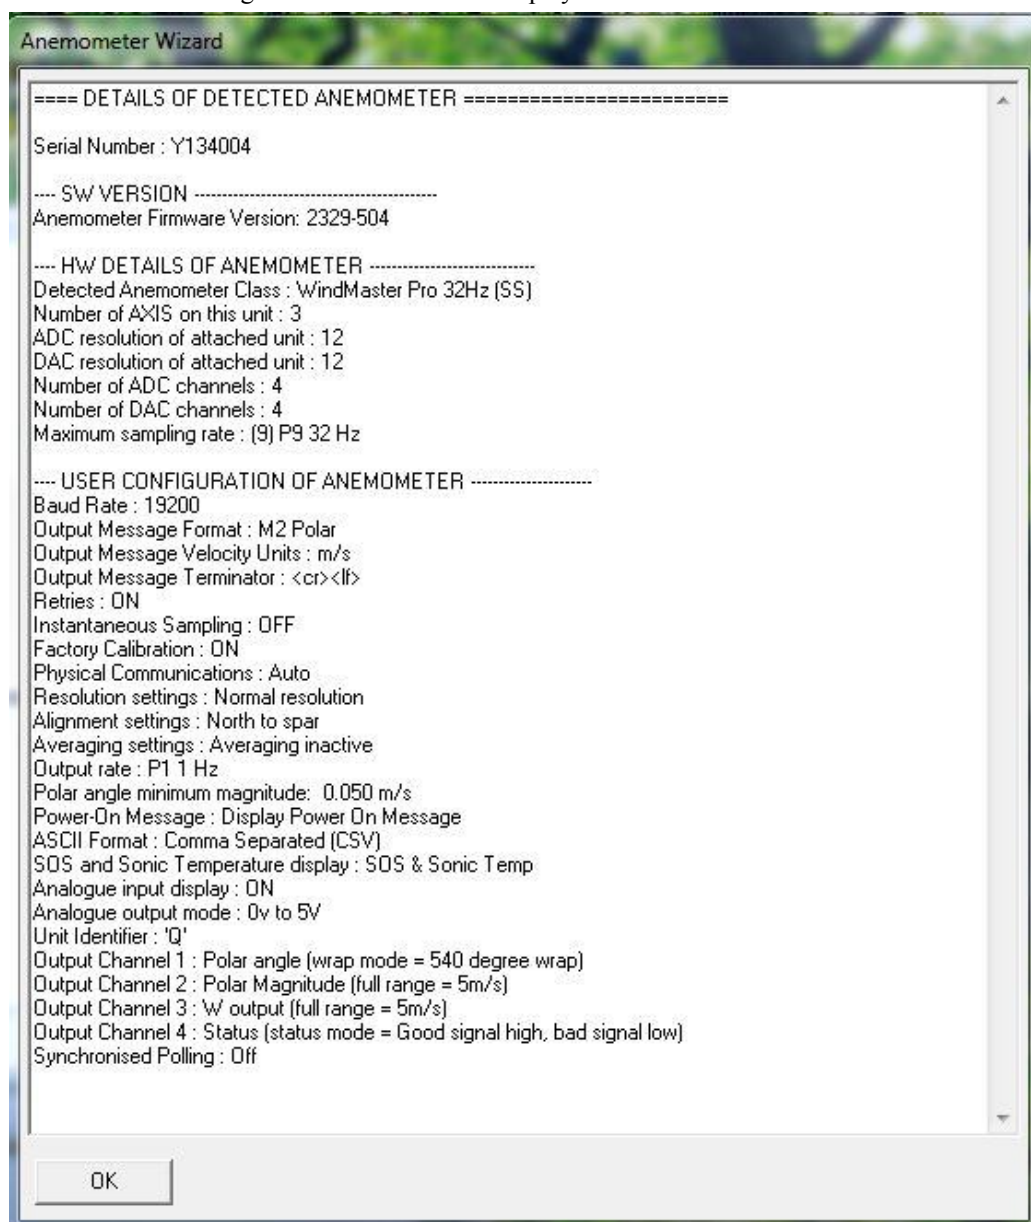 Anemometer Wizard
==== DETAILS OF DETECTED ANEMOMETER ========================
Serial Number : Y134004
---- SW VERSION --------------------------------------------
Anemometer Firmware Version: 2329-504
---- HW DETAILS OF ANEMOMETER ------------------------------
Detected Anemometer Class : WindMaster Pro 32Hz (SS)
Number of AXIS on this unit : 3
ADC resolution of attached unit : 12
DAC resolution of attached unit : 12
Number of ADC channels : 4
Number of DAC channels : 4
Maximum sampling rate : (9) P9 32 Hz
---- USER CONFIGURATION OF ANEMOMETER ----------------------
Baud Rate : 19200
Output Message Format : M2 Polar
Output Message Velocity Units : m/s
Output Message Terminator : <cr><lf>
Retries : ON
Instantaneous Sampling : OFF
Factory Calibration : ON
Physical Communications : Auto
Resolution settings : Normal resolution
Alignment settings : North to spar
Averaging settings : Averaging inactive
Output rate : P1 1 Hz
Polar angle minimum magnitude:  0.050 m/s
Power-On Message : Display Power On Message
ASCII Format : Comma Separated (CSV)
SOS and Sonic Temperature display : SOS & Sonic Temp
Analogue input display : ON
Analogue output mode : 0v to 5V
Unit Identifier : 'Q'
Output Channel 1 : Polar angle (wrap mode = 540 degree wrap)
Output Channel 2 : Polar Magnitude (full range = 5m/s)
Output Channel 3 : W output (full range = 5m/s)
Output Channel 4 : Status (status mode = Good signal high, bad signal low)
Synchronised Polling : Off
OK